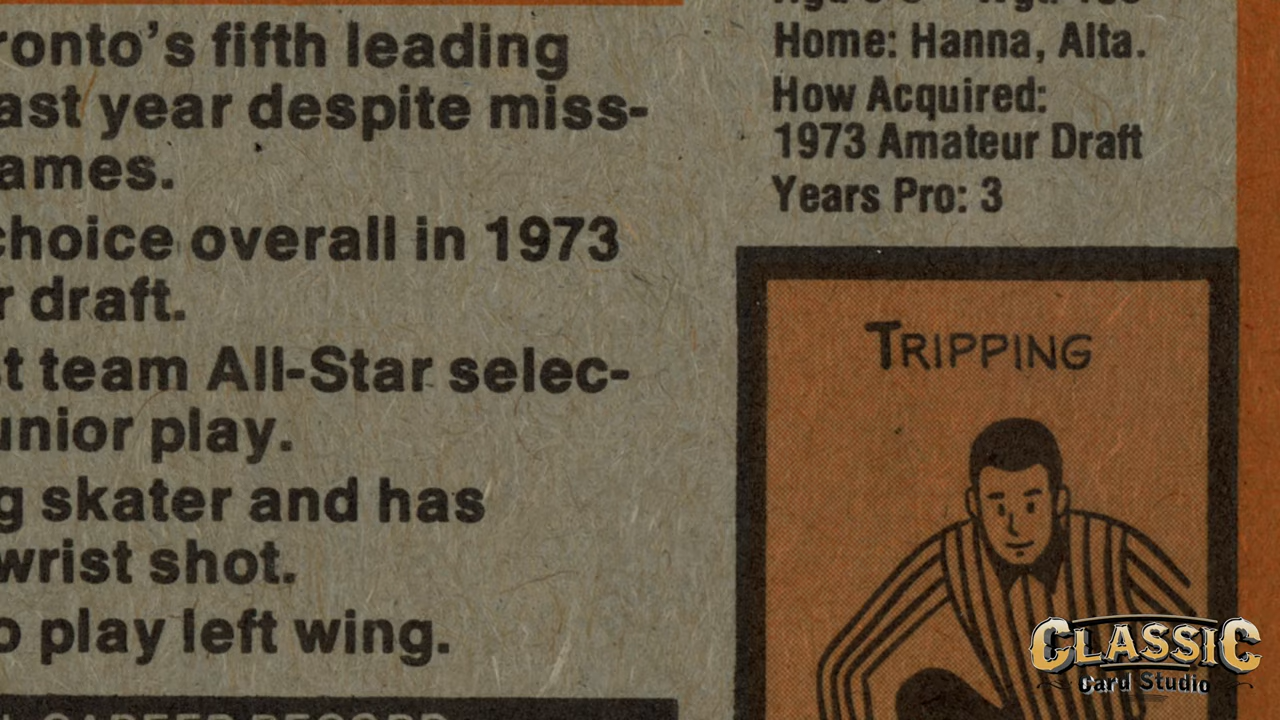 ronto's fifth leading
ast year despite miss-
ames.
choice overall in 1973
r draft.
t team All-Star selec-
unior play.
g skater and has
wrist shot.
o play left wing.
CAREER RECORD
Home: Hanna, Alta.
How Acquired:
1973 Amateur Draft
Years Pro: 3
TRIPPING
CLASSIC
Card Studio